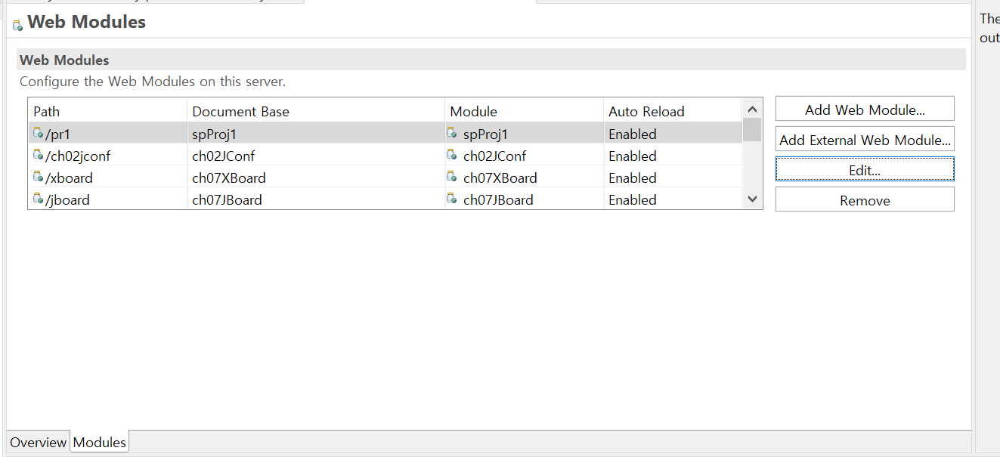 Web Modules
Web Modules
Configure the Web Modules on this server.
Path Document Base Module Auto Reload
/pr1 spProj1 spProj1 Enabled
/ch02jconf ch02JConf ch02JConf Enabled
/xboard ch07XBoard ch07XBoard Enabled
/jboard ch07JBoard ch07JBoard Enabled
Add Web Module...
Add External Web Module...
Edit...
Remove
Overview Modules
The
out